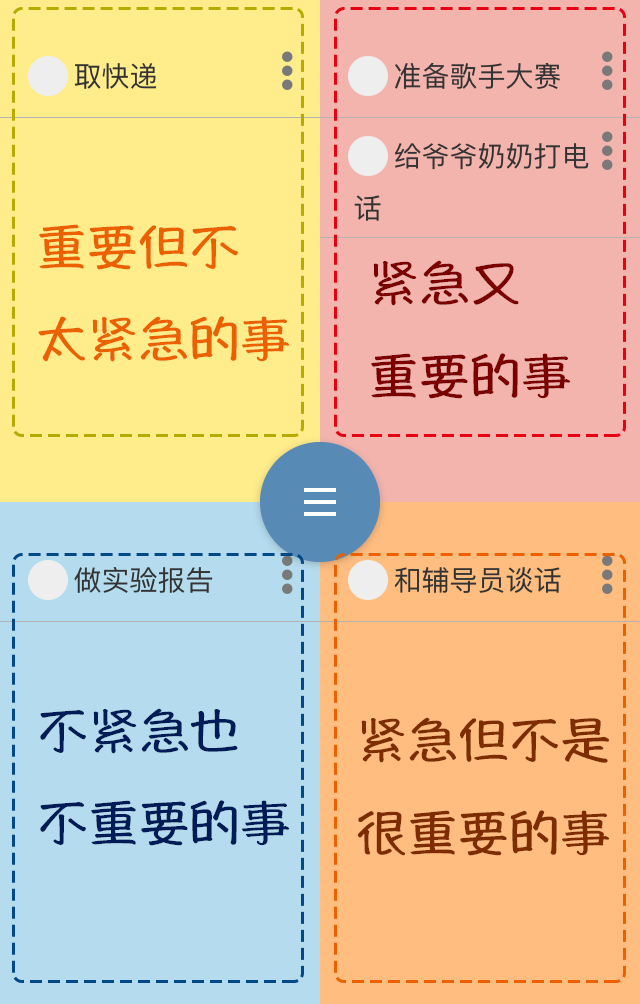 取快递
重要但不
太紧急的事
准备歌手大赛
给爷爷奶奶打电
话
紧急又
重要的事
做实验报告
不紧急也
不重要的事
和辅导员谈话
紧急但不是
很重要的事